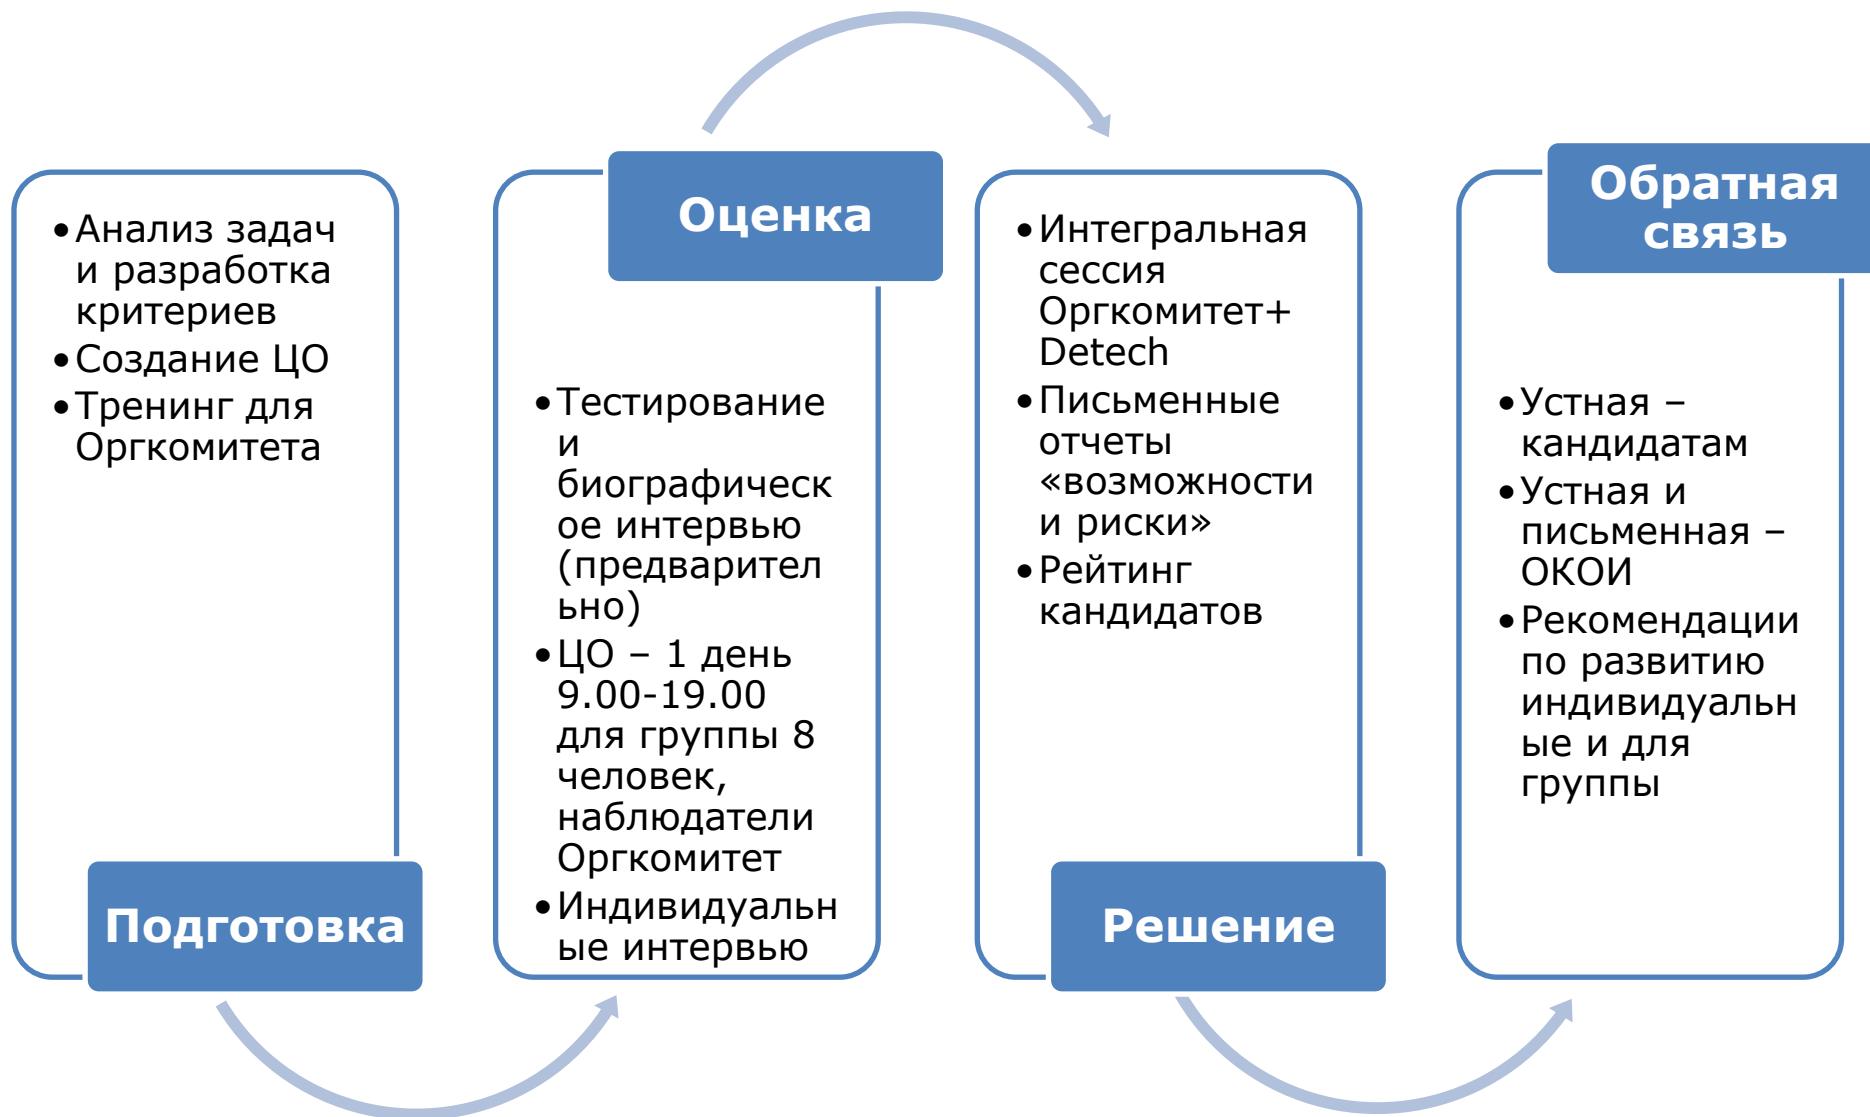 • Анализ задач
и разработка
критериев
• Создание ЦО
• Тренинг для
Оргкомитета
Подготовка
Оценка
• Тестирование
и
биографическ
ое интервью
(предварител
ьно)
• ЦО – 1 день
9.00-19.00
для группы 8
человек,
наблюдатели
Оргкомитет
• Индивидуальн
ые интервью
• Интегральная
сессия
Оргкомитет+
Detech
• Письменные
отчеты
«возможности
и риски»
• Рейтинг
кандидатов
Решение
Обратная
связь
• Устная –
кандидатам
• Устная и
письменная –
ОКОИ
• Рекомендации
по развитию
индивидуальн
ые и для
группы